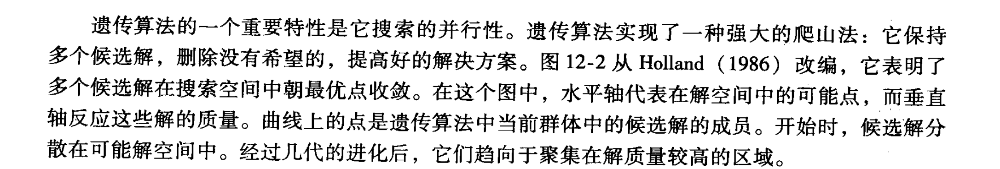 遗传算法的一个重要特性是它搜索的并行性。遗传算法实现了一种强大的爬山法：它保持
多个候选解，删除没有希望的，提高好的解决方案。图 12-2 从 Holland（1986）改编，它表明了
多个候选解在搜索空间中朝最优点收敛。在这个图中，水平轴代表在解空间中的可能点，而垂直
轴反应这些解的质量。曲线上的点是遗传算法中当前群体中的候选解的成员。开始时，候选解分
散在可能解空间中。经过几代的进化后，它们趋向于聚集在解质量较高的区域。